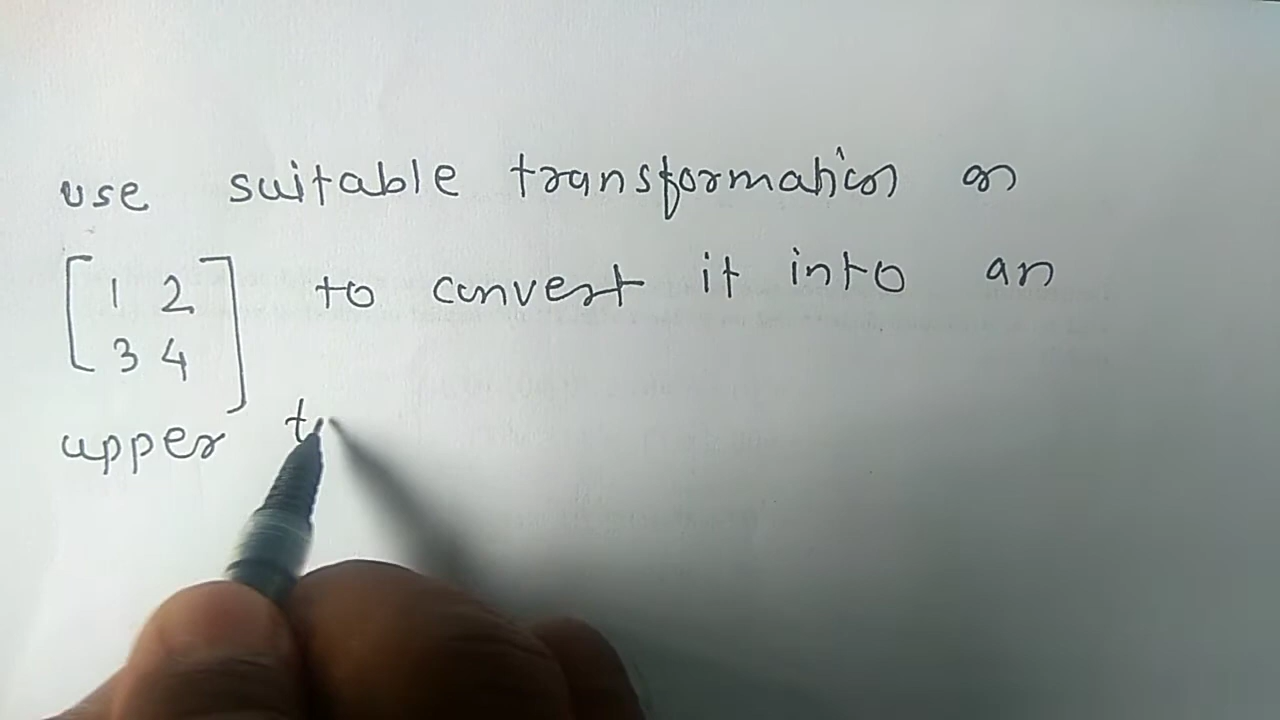 use suitable transformation on
[1 2
3 4] to convert it into an
upper t